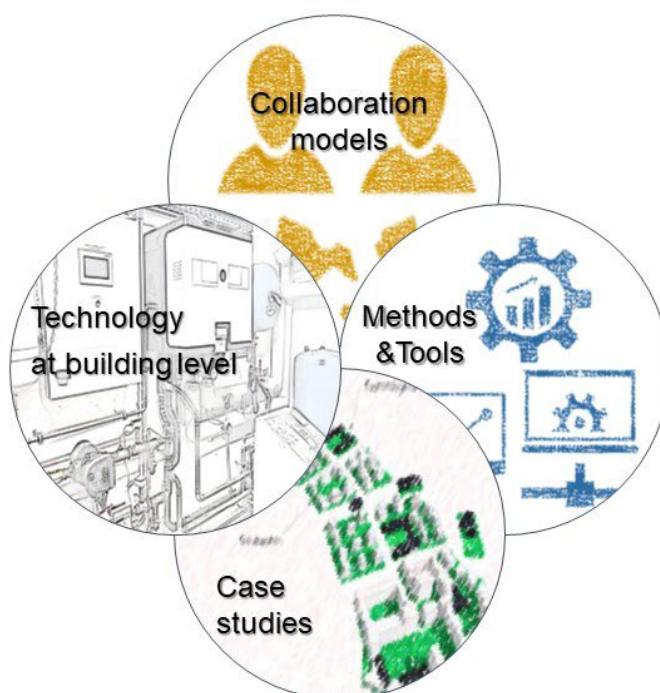 Collaboration
models
Technology
at building level
Methods
&Tools
Case
studies